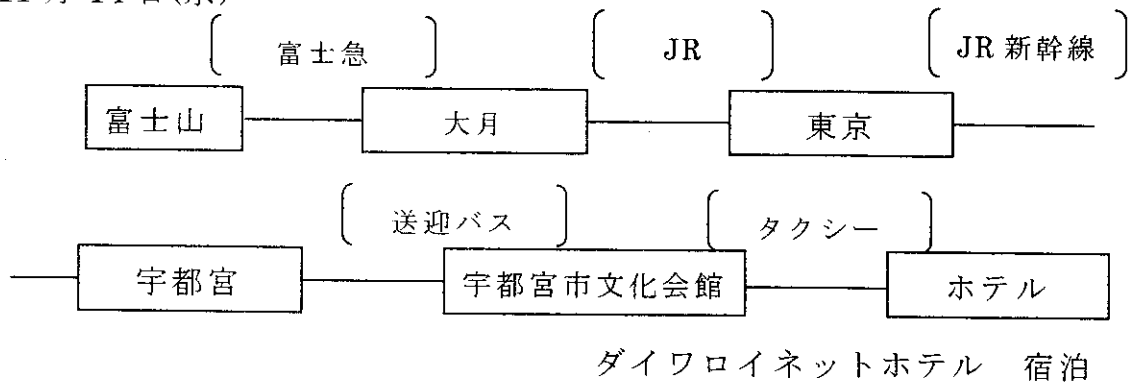 富士急 JR JR新幹線
富士山 大月 東京
送迎バス タクシー
宇都宮 宇都宮市文化会館 ホテル
ダイワロイネットホテル 宿泊